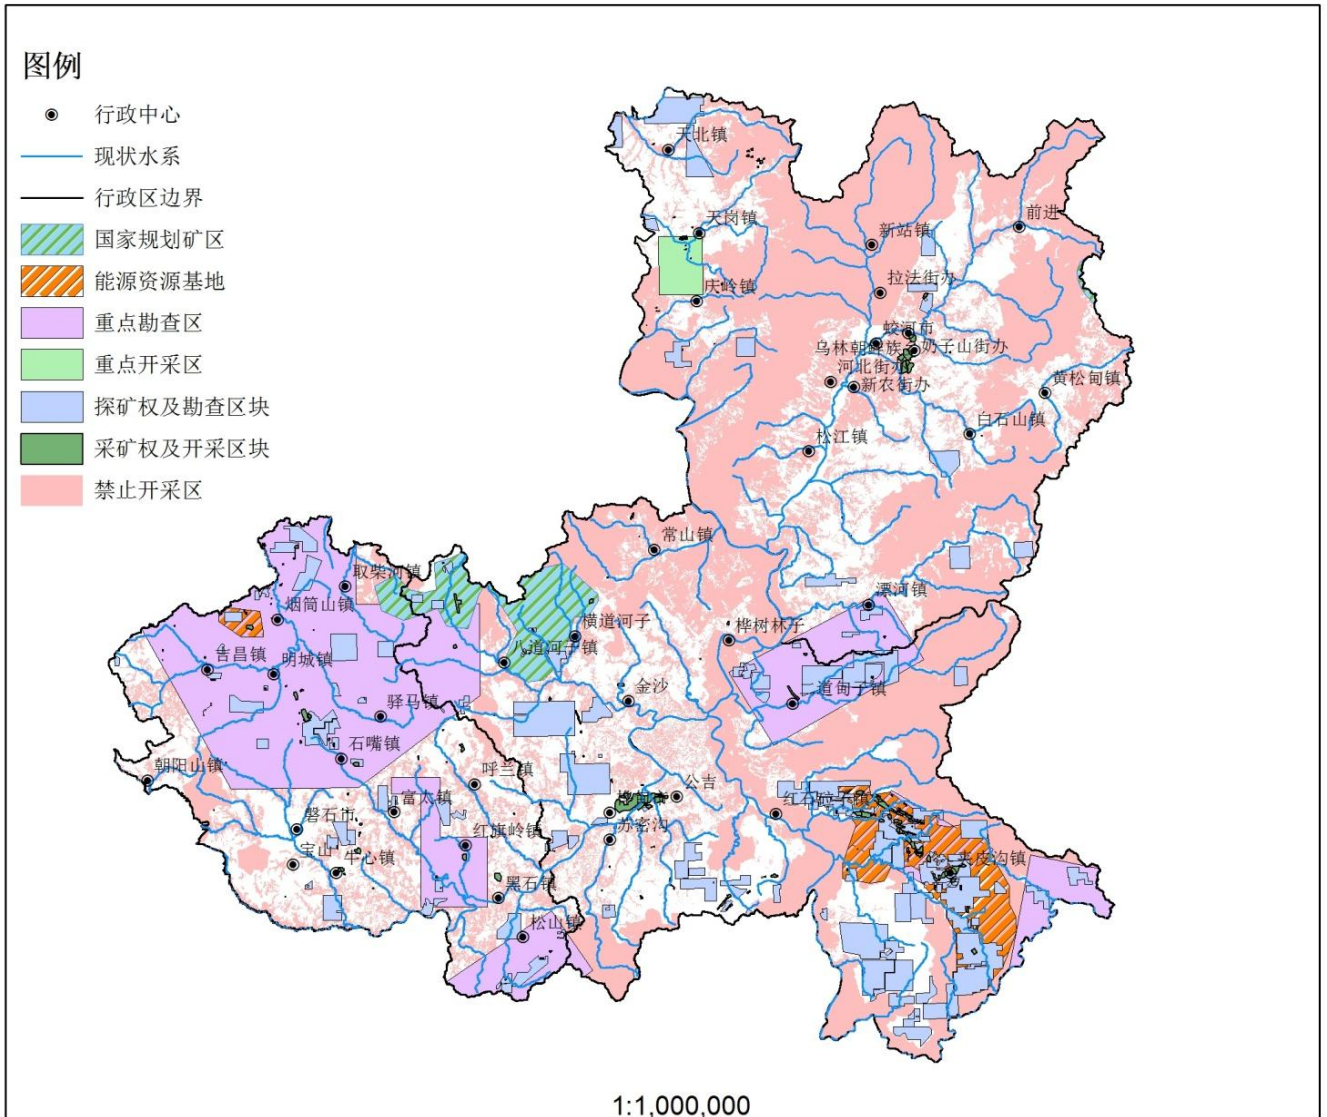 图例
行政中心
现状水系
行政区边界
国家规划矿区
能源资源基地
重点勘查区
重点开采区
探矿权及勘查区块
采矿权及开采区块
禁止开采区
天北镇
天岗镇
前进
新站镇
拉法街办
庆岭镇
蛟河市
乌林朝鲜族
奶子山街办
河北街办
新农街办
黄松甸镇
白石山镇
松江镇
常山镇
取柴河镇
漂河镇
烟筒山镇
横道河子
桦树林子
八道河子镇
吉昌镇
明城镇
金沙
二道甸子镇
驿马镇
石嘴镇
朝阳山镇
呼兰镇
公吉
富太镇
桦甸市
红石砬子镇
磐石市
苏密沟
红旗岭镇
宝山
牛心镇
夹皮沟镇
黑石镇
松山镇
1:1,000,000